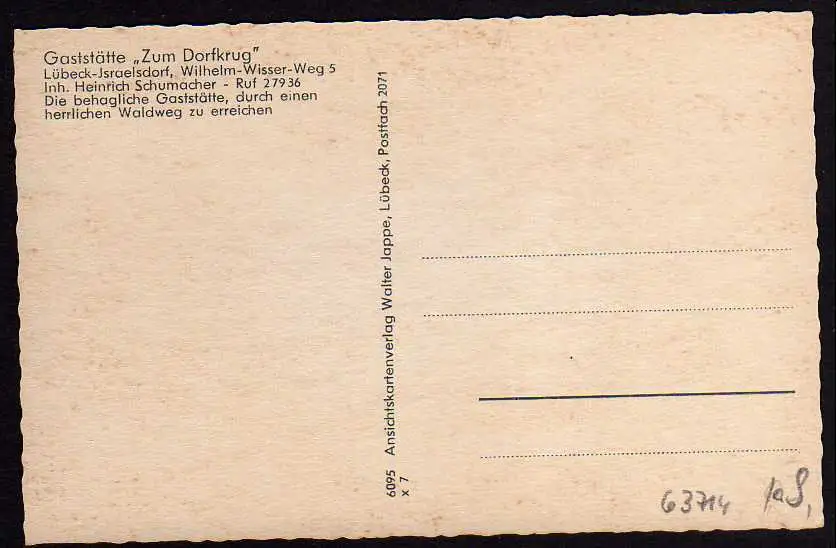 Gaststätte „Zum Dorfkrug"
Lübeck-Jsraelsdorf, Wilhelm-Wisser-Weg 5
Inh. Heinrich Schumacher - Ruf 27936
Die behagliche Gaststätte, durch einen
herrlichen Waldweg zu erreichen
6095 Ansichtskartenverlag Walter Jappe, Lübeck, Postfach 2071
x 7
63714